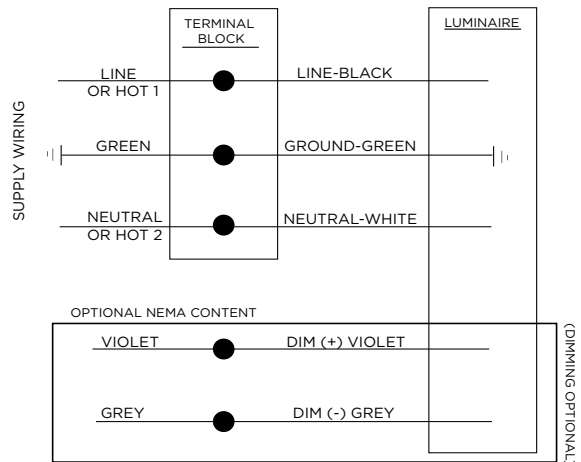 TERMINAL
BLOCK
LUMINAIRE
SUPPLY WIRING
LINE
OR HOT 1
LINE-BLACK
GREEN
GROUND-GREEN
NEUTRAL
OR HOT 2
NEUTRAL-WHITE
OPTIONAL NEMA CONTENT
VIOLET
DIM (+) VIOLET
GREY
DIM (-) GREY
(DIMMING OPTIONAL)